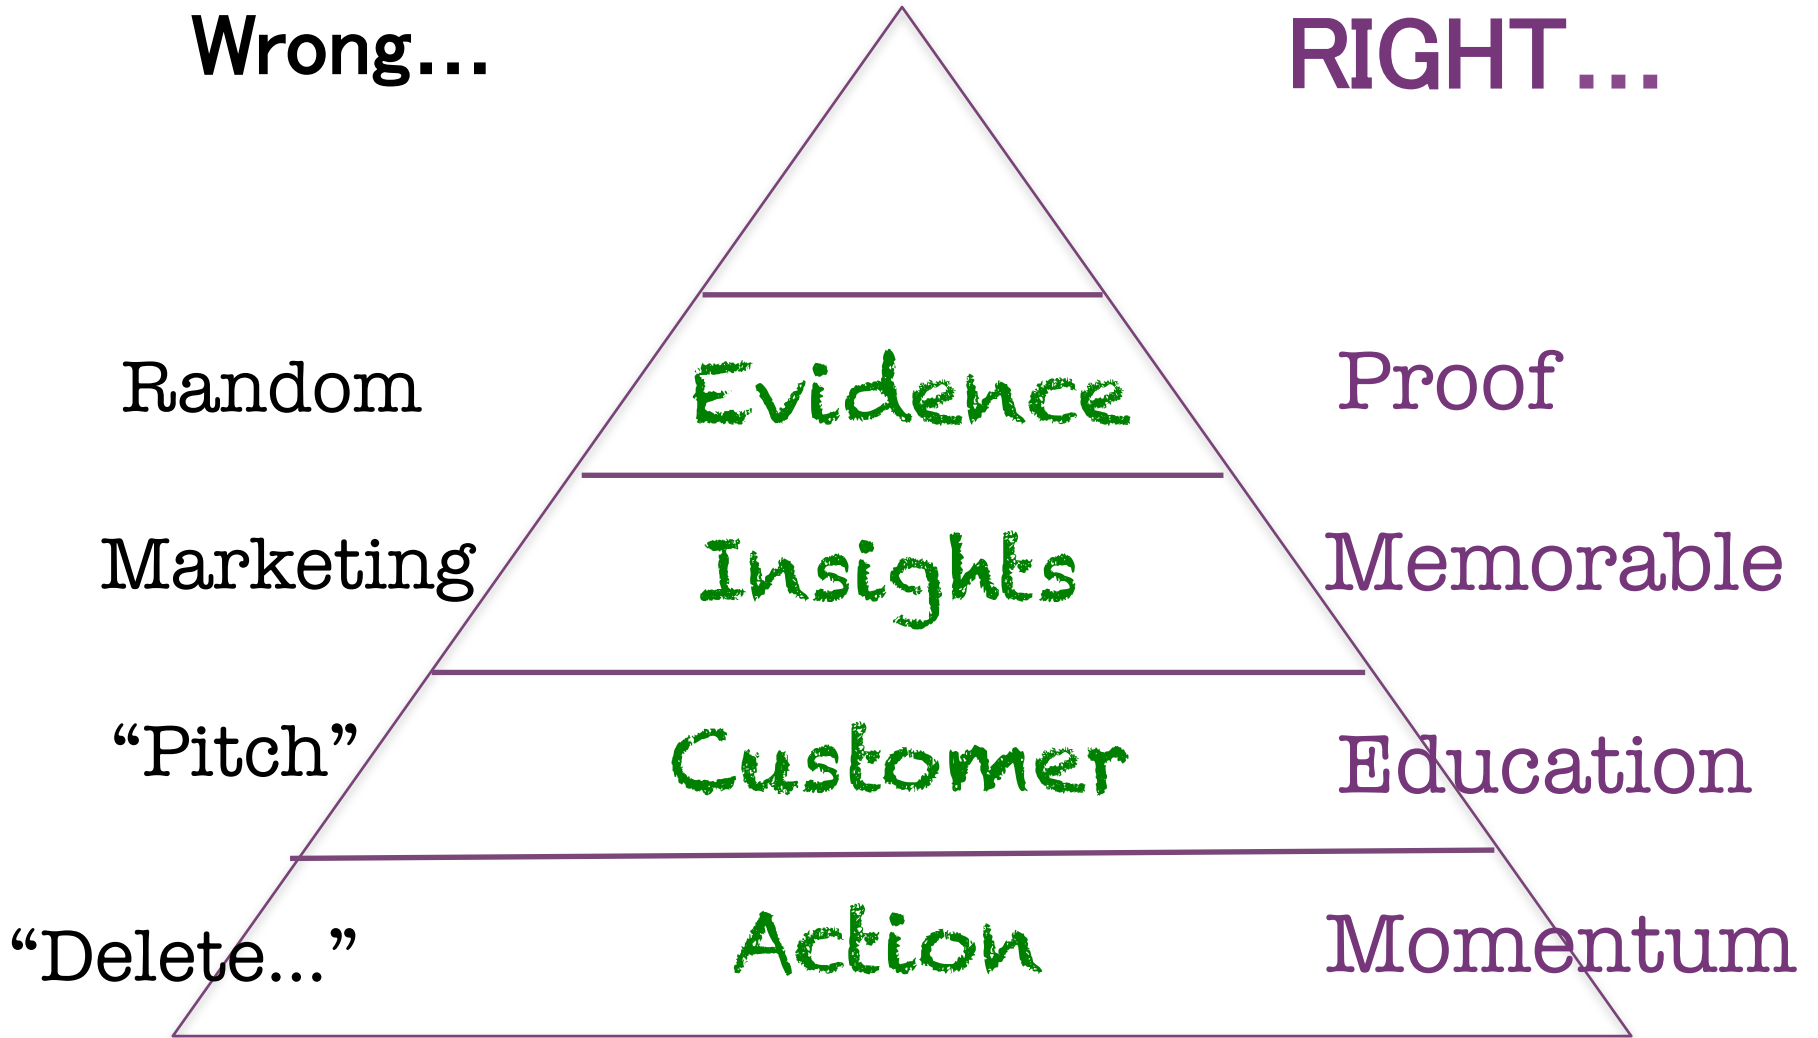 Wrong... RIGHT...
Random Evidence Proof
Marketing Insights Memorable
“Pitch” Customer Education
“Delete...” Action Momentum